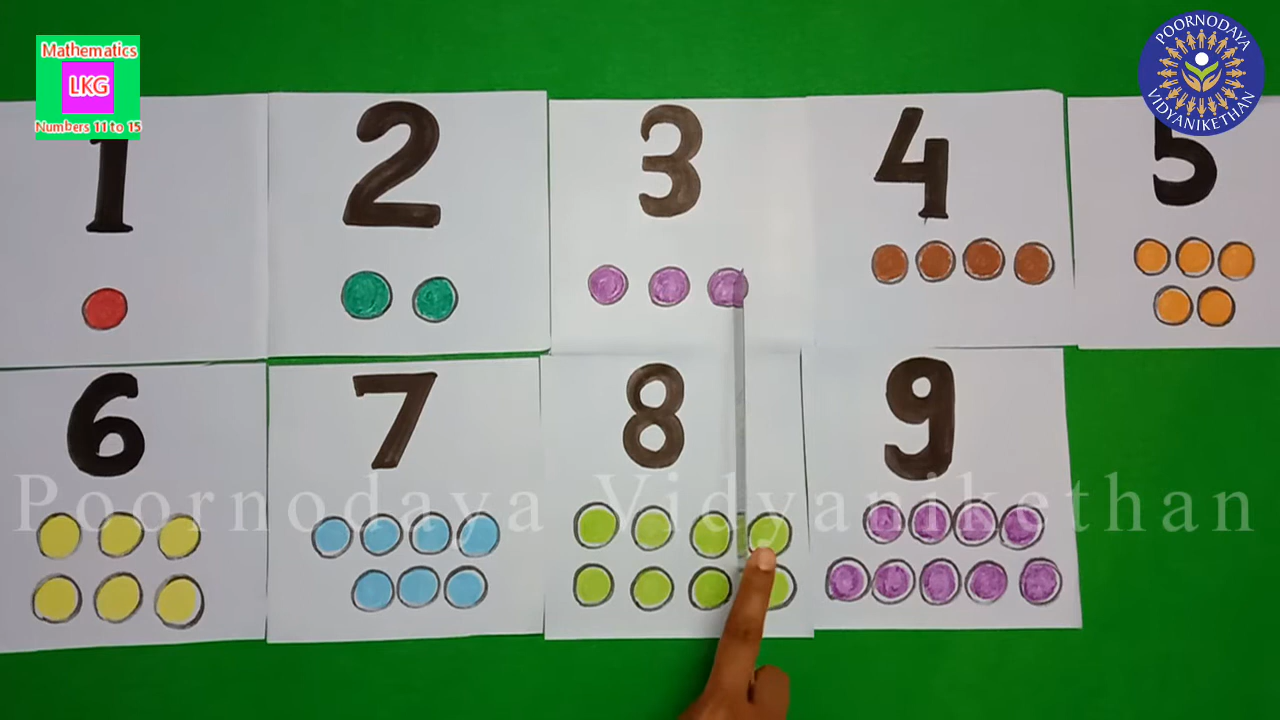 Mathematics
LKG
Numbers 11 to 15
POORNODAYA
VIDYANIKETHAN
1 2 3 4 5
6 7 8 9
Poornodaya Vidyanikethan